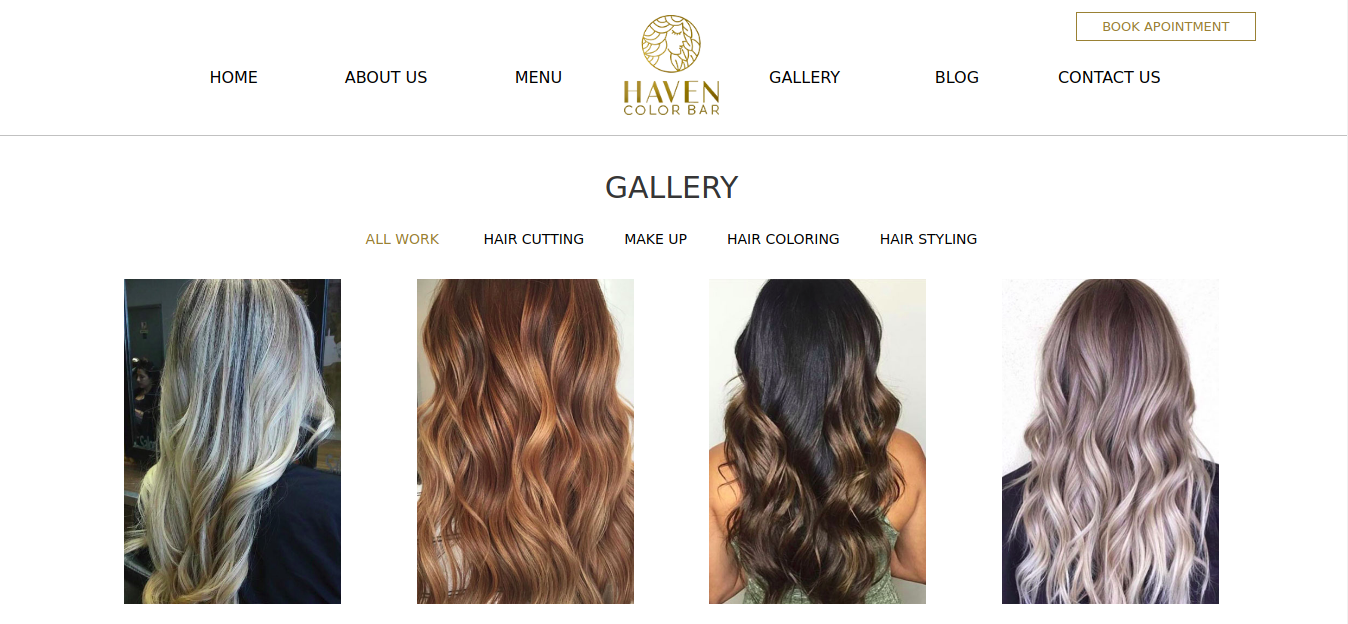 BOOK APOINTMENT
HOME ABOUT US MENU HAVEN COLOR BAR GALLERY BLOG CONTACT US
GALLERY
ALL WORK HAIR CUTTING MAKE UP HAIR COLORING HAIR STYLING